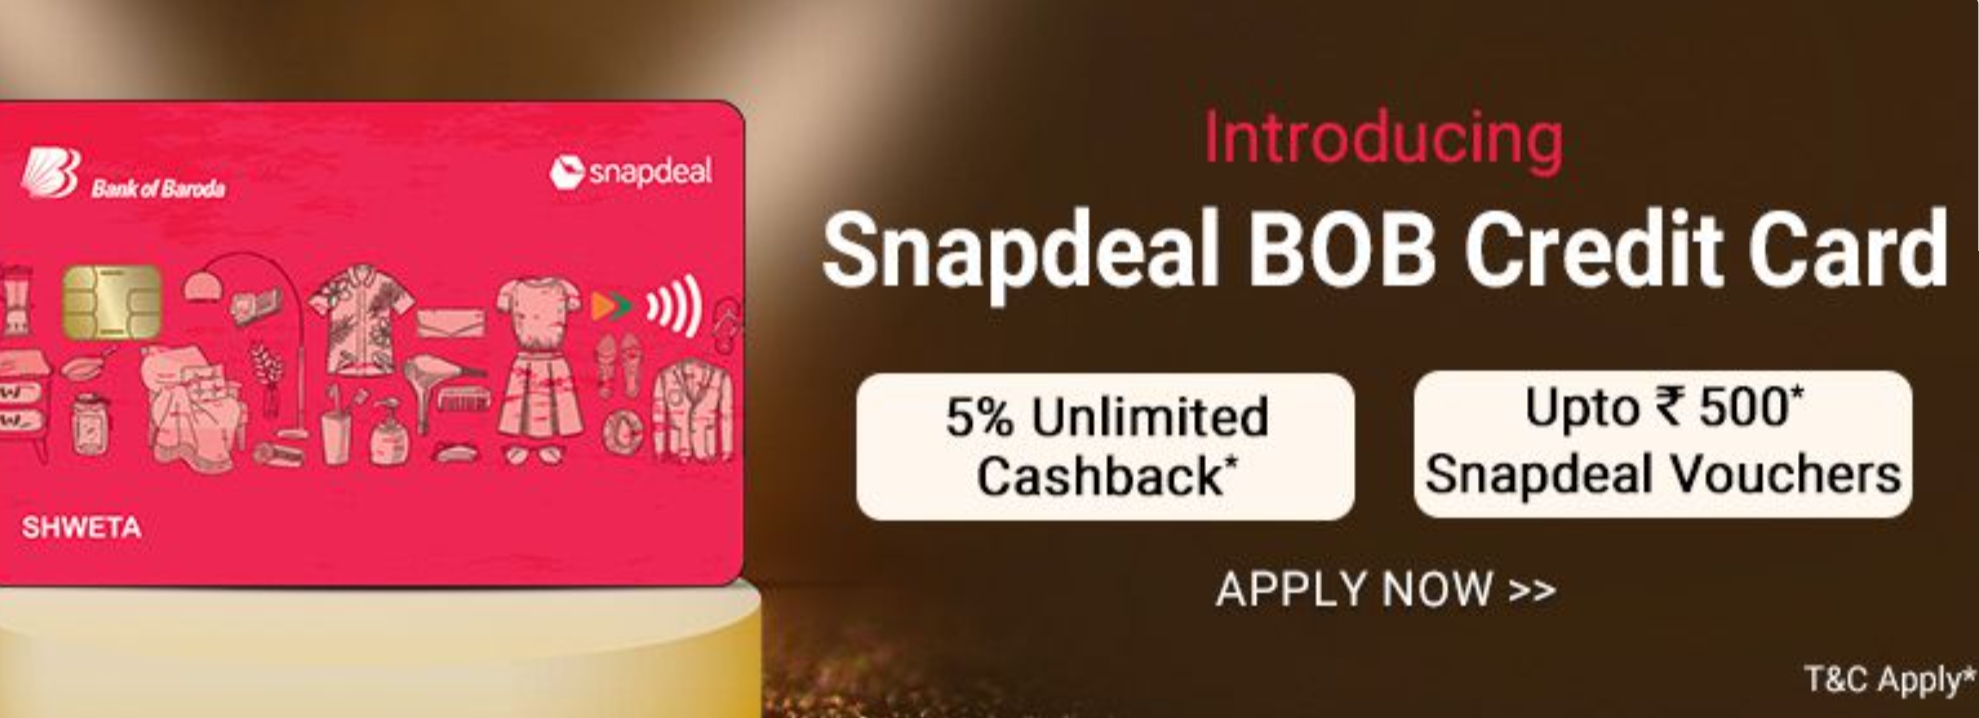 Bank of Baroda
snapdeal
SHWETA
Introducing
Snapdeal BOB Credit Card
5% Unlimited
Cashback*
Upto ₹ 500*
Snapdeal Vouchers
APPLY NOW >>
T&C Apply*